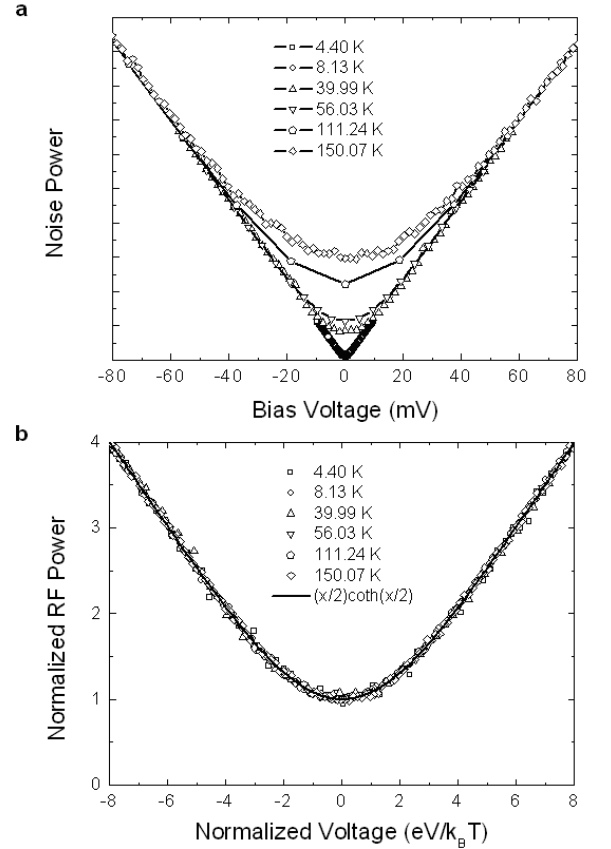 a
Noise Power
4.40 K
8.13 K
39.99 K
56.03 K
111.24 K
150.07 K
-80 -60 -40 -20 0 20 40 60 80
Bias Voltage (mV)
b
Normalized RF Power
4
3
2
1
0
4.40 K
8.13 K
39.99 K
56.03 K
111.24 K
150.07 K
(x/2)coth(x/2)
-8 -6 -4 -2 0 2 4 6 8
Normalized Voltage (eV/k_BT)